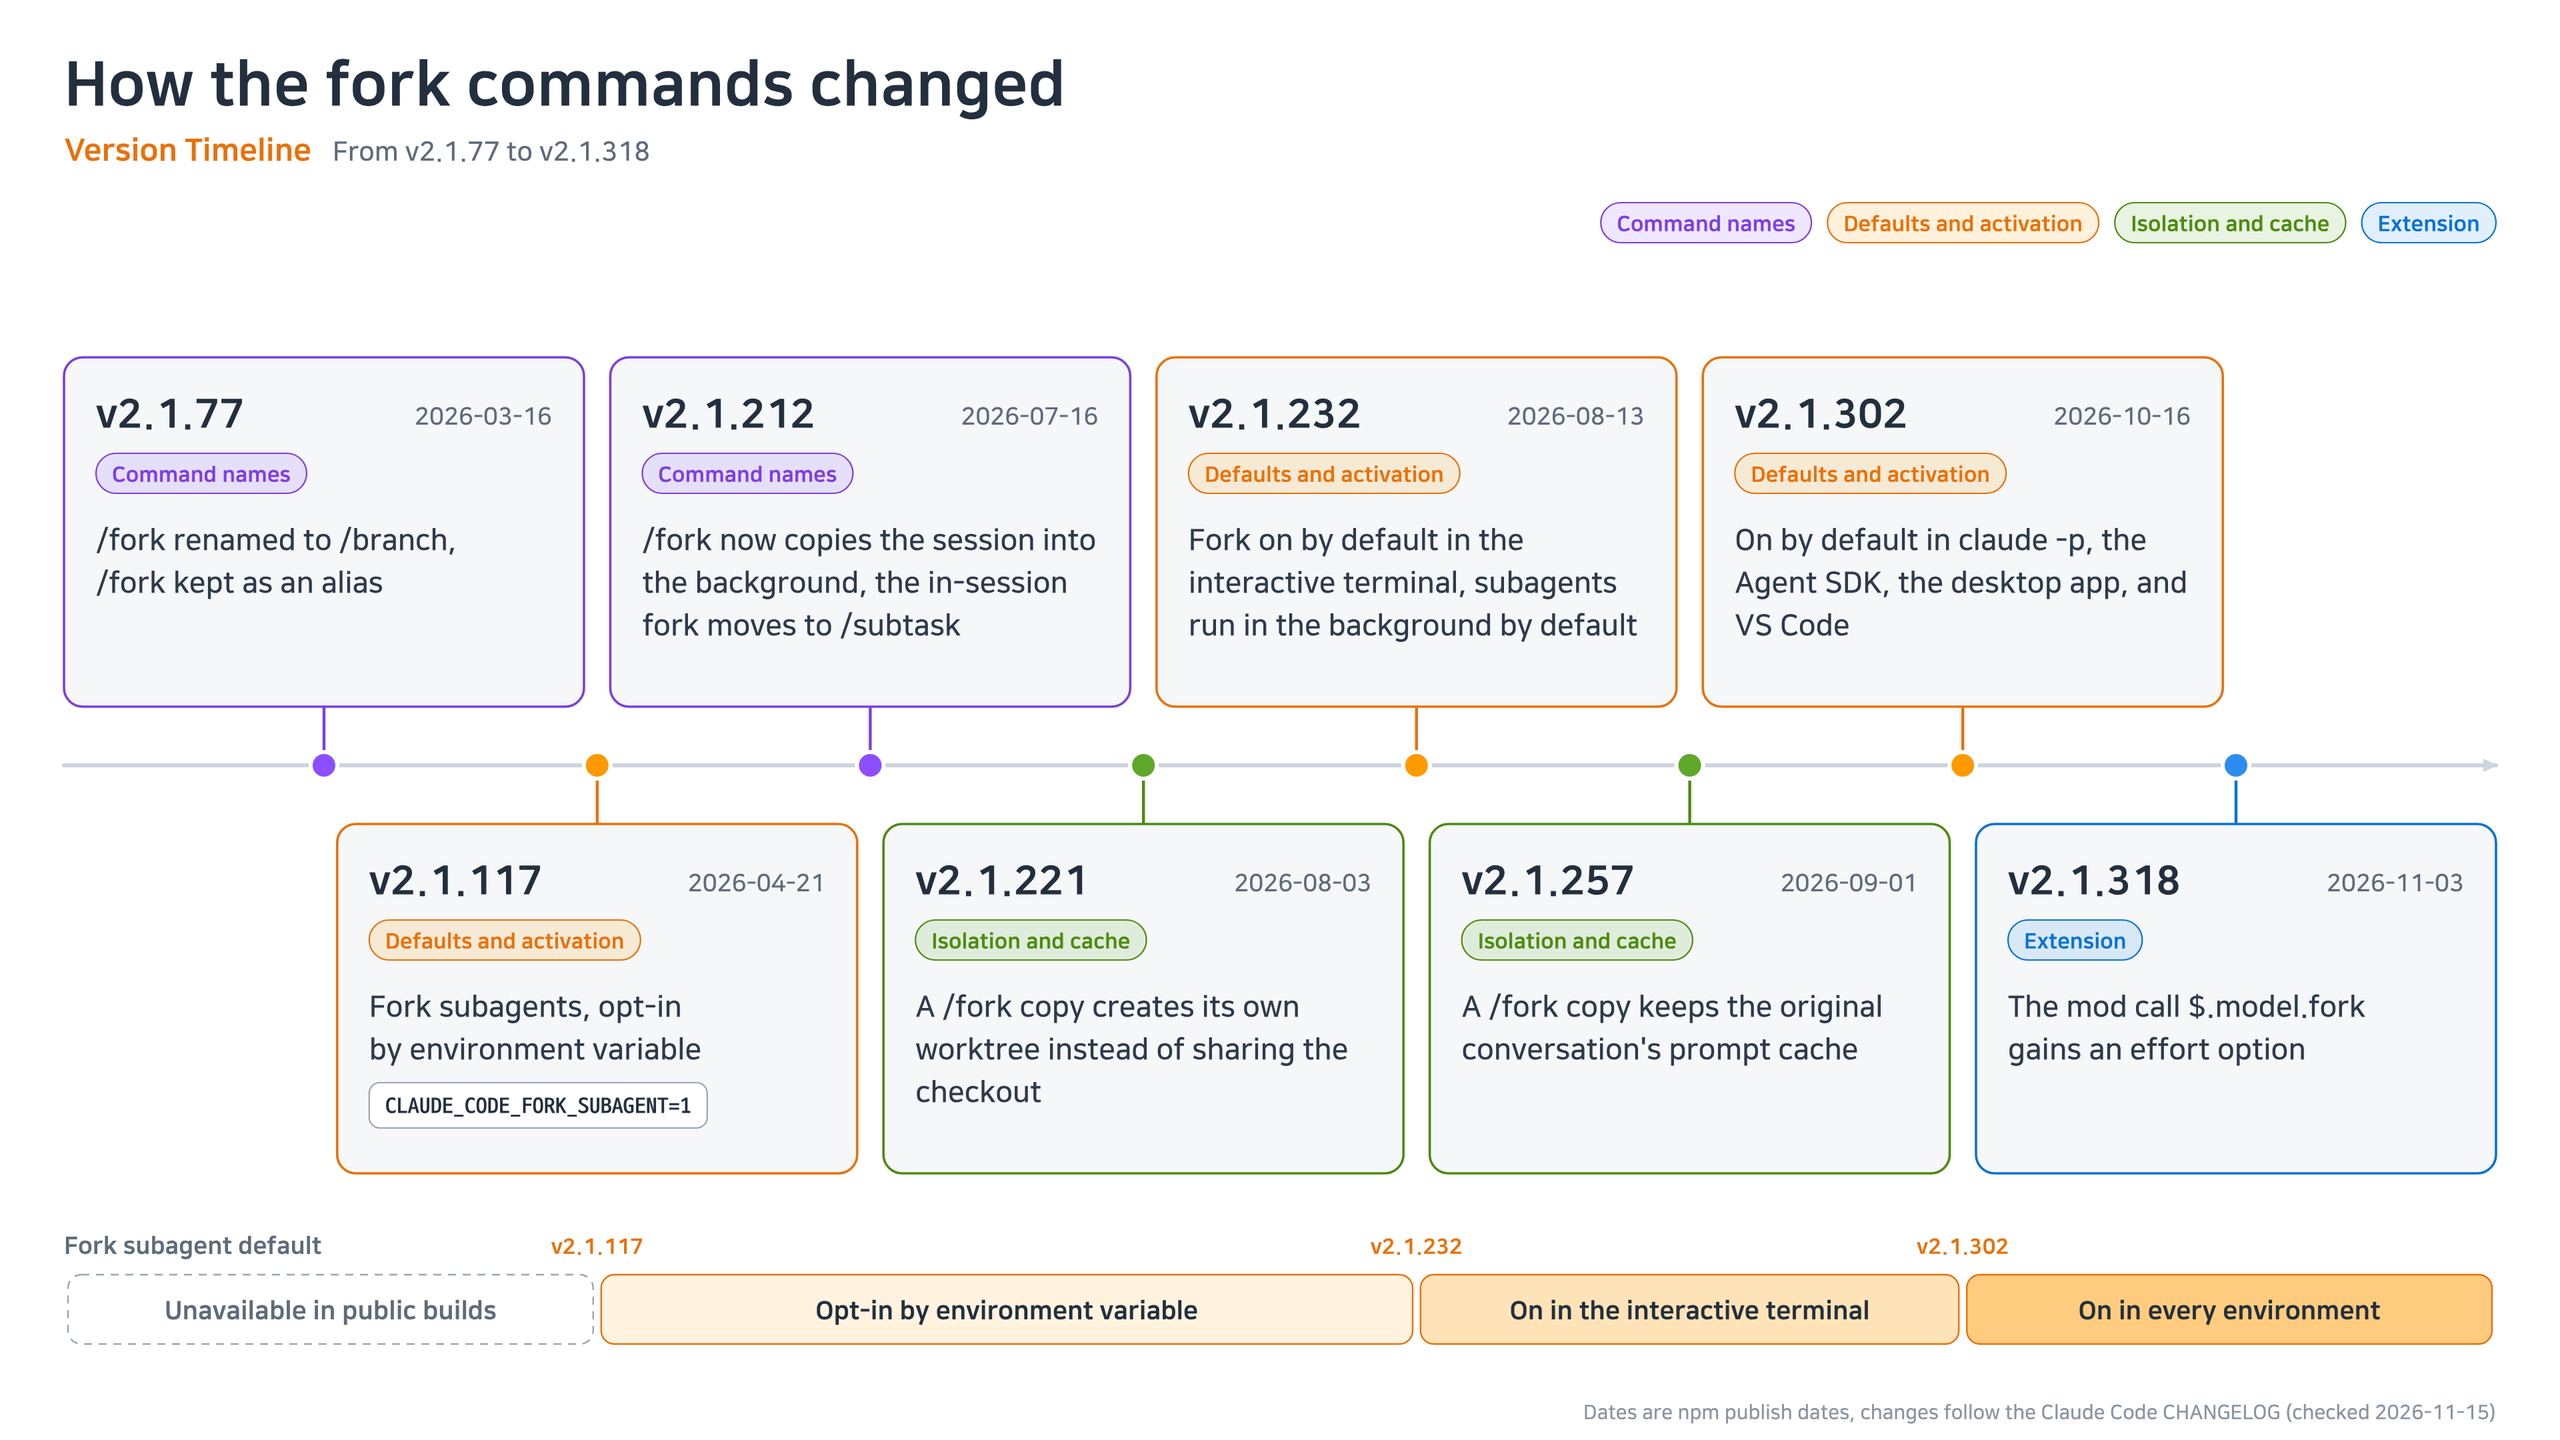 How the fork commands changed
Version Timeline From v2.1.77 to v2.1.318
Command names Defaults and activation Isolation and cache Extension
v2.1.77 2026-03-16
Command names
/fork renamed to /branch,
/fork kept as an alias
v2.1.212 2026-07-16
Command names
/fork now copies the session into
the background, the in-session
fork moves to /subtask
v2.1.232 2026-08-13
Defaults and activation
Fork on by default in the
interactive terminal, subagents
run in the background by default
v2.1.302 2026-10-16
Defaults and activation
On by default in claude -p, the
Agent SDK, the desktop app, and
VS Code
v2.1.117 2026-04-21
Defaults and activation
Fork subagents, opt-in
by environment variable
CLAUDE_CODE_FORK_SUBAGENT=1
v2.1.221 2026-08-03
Isolation and cache
A /fork copy creates its own
worktree instead of sharing the
checkout
v2.1.257 2026-09-01
Isolation and cache
A /fork copy keeps the original
conversation's prompt cache
v2.1.318 2026-11-03
Extension
The mod call $.model.fork
gains an effort option
Fork subagent default v2.1.117 v2.1.232 v2.1.302
Unavailable in public builds Opt-in by environment variable On in the interactive terminal On in every environment
Dates are npm publish dates, changes follow the Claude Code CHANGELOG (checked 2026-11-15)